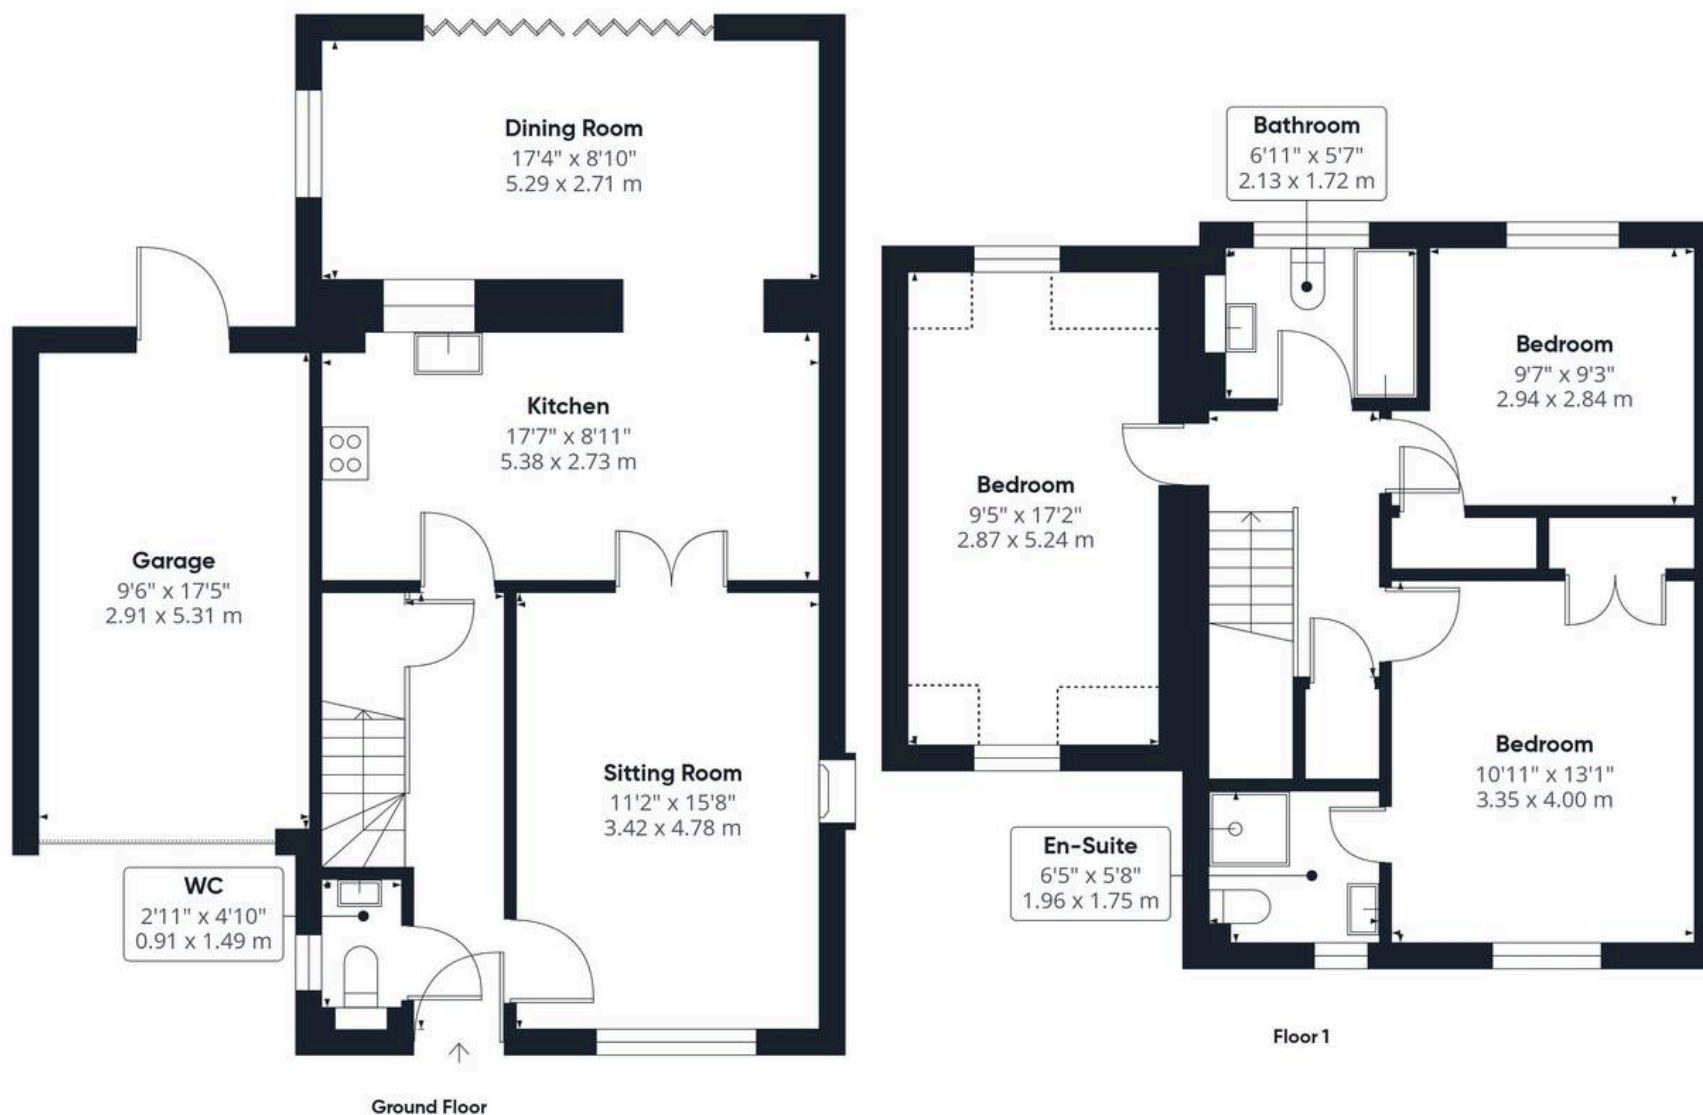 Dining Room
17'4" x 8'10"
5.29 x 2.71 m
Kitchen
17'7" x 8'11"
5.38 x 2.73 m
Garage
9'6" x 17'5"
2.91 x 5.31 m
Sitting Room
11'2" x 15'8"
3.42 x 4.78 m
WC
2'11" x 4'10"
0.91 x 1.49 m
Ground Floor
Bathroom
6'11" x 5'7"
2.13 x 1.72 m
Bedroom
9'7" x 9'3"
2.94 x 2.84 m
Bedroom
9'5" x 17'2"
2.87 x 5.24 m
Bedroom
10'11" x 13'1"
3.35 x 4.00 m
En-Suite
6'5" x 5'8"
1.96 x 1.75 m
Floor 1